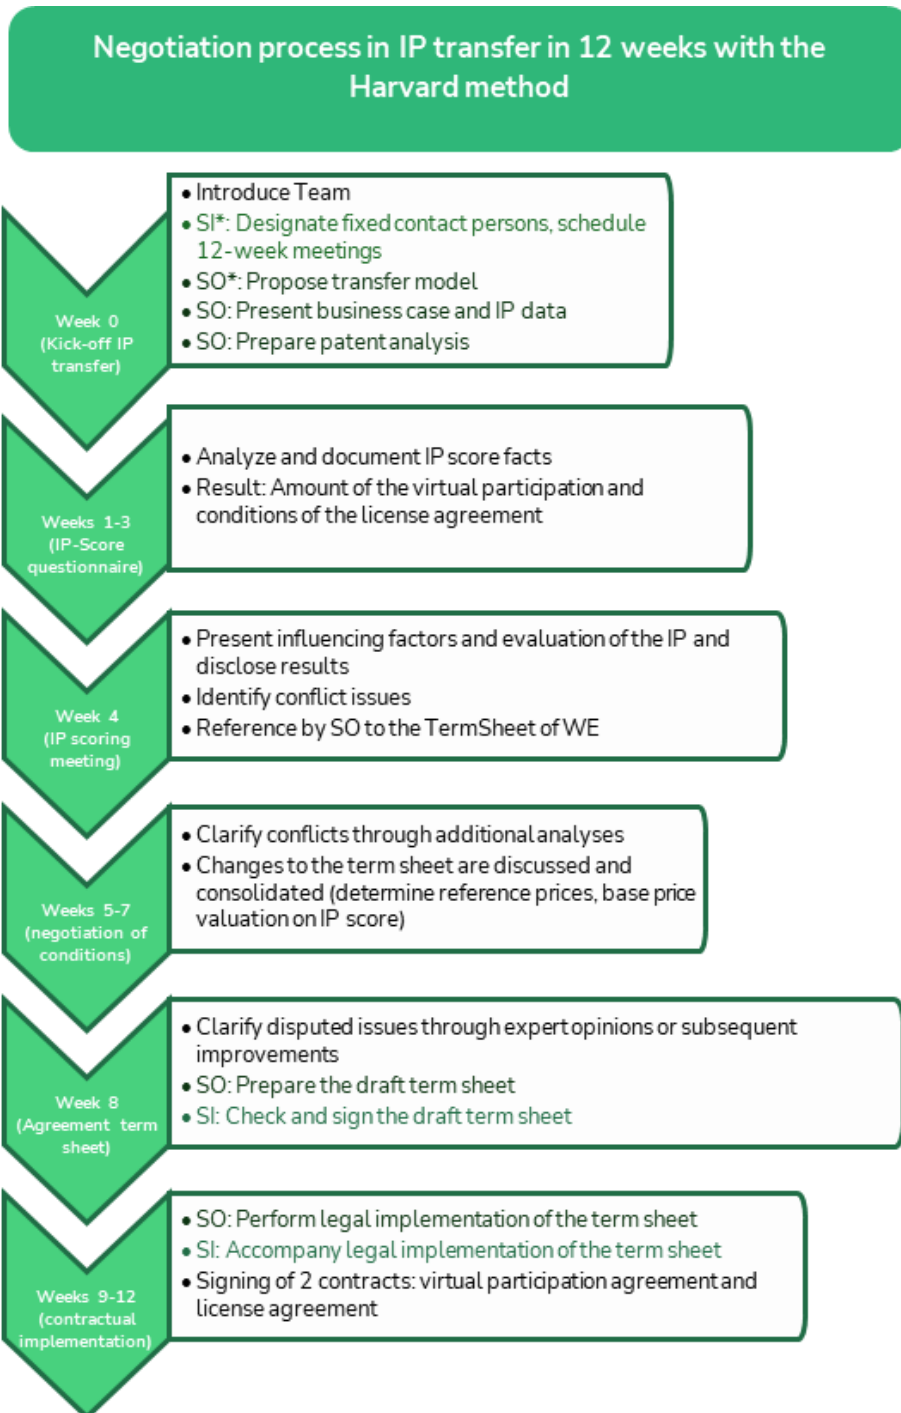 Negotiation process in IP transfer in 12 weeks with the
Harvard method
Week 0
(Kick-off IP
transfer)
• Introduce Team
• SI*: Designate fixed contact persons, schedule
12-week meetings
• SO*: Propose transfer model
• SO: Present business case and IP data
• SO: Prepare patent analysis
Weeks 1-3
(IP-Score
questionnaire)
• Analyze and document IP score facts
• Result: Amount of the virtual participation and
conditions of the license agreement
Week 4
(IP scoring
meeting)
• Present influencing factors and evaluation of the IP and
disclose results
• Identify conflict issues
• Reference by SO to the TermSheet of WE
Weeks 5-7
(negotiation of
conditions)
• Clarify conflicts through additional analyses
• Changes to the term sheet are discussed and
consolidated (determine reference prices, base price
valuation on IP score)
Week 8
(Agreement term
sheet)
• Clarify disputed issues through expert opinions or subsequent
improvements
• SO: Prepare the draft term sheet
• SI: Check and sign the draft term sheet
Weeks 9-12
(contractual
implementation)
• SO: Perform legal implementation of the term sheet
• SI: Accompany legal implementation of the term sheet
• Signing of 2 contracts: virtual participation agreement and
license agreement